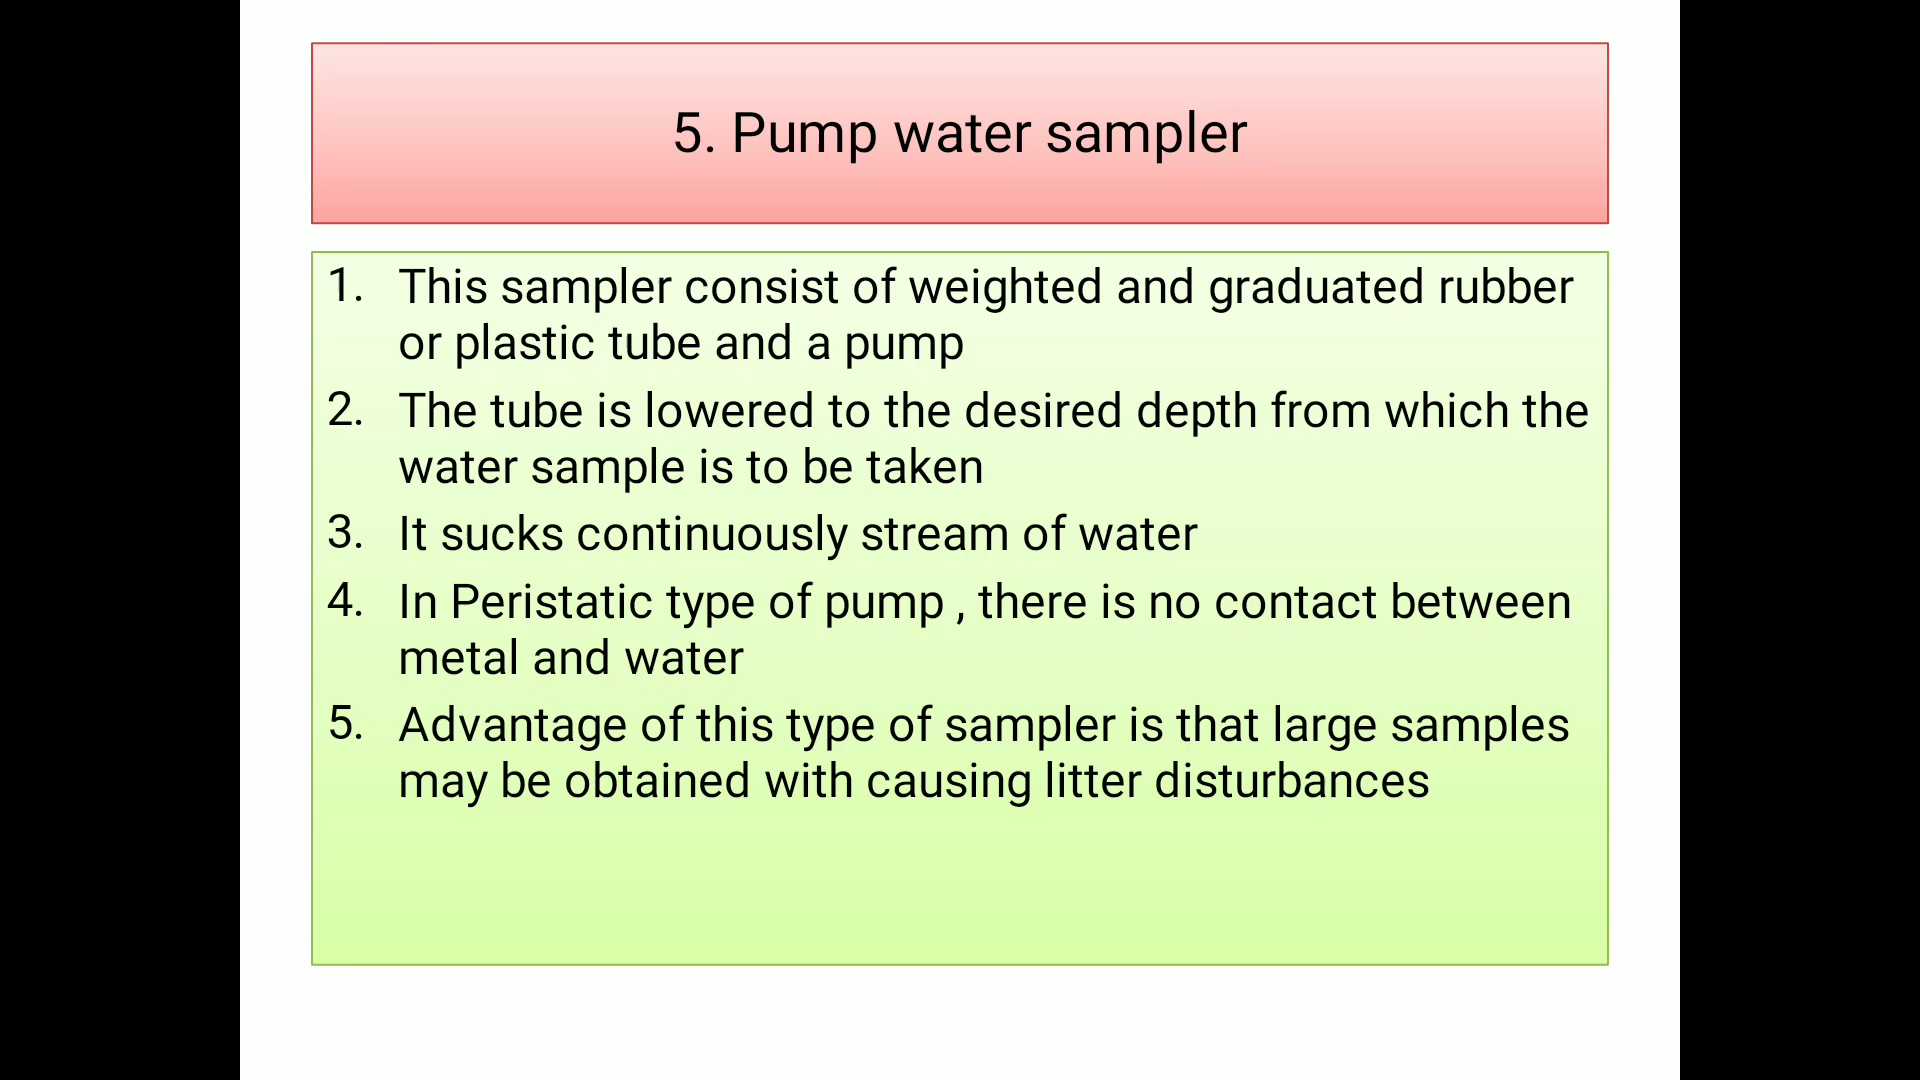 5. Pump water sampler
1. This sampler consist of weighted and graduated rubber
or plastic tube and a pump
2. The tube is lowered to the desired depth from which the
water sample is to be taken
3. It sucks continuously stream of water
4. In Peristatic type of pump , there is no contact between
metal and water
5. Advantage of this type of sampler is that large samples
may be obtained with causing litter disturbances